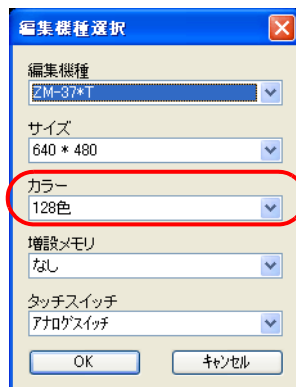 編集機種選択
編集機種
ZM-37*T
サイズ
640 * 480
カラー
128色
増設メモリ
なし
タッチスイッチ
アナログスイッチ
OK キャンセル